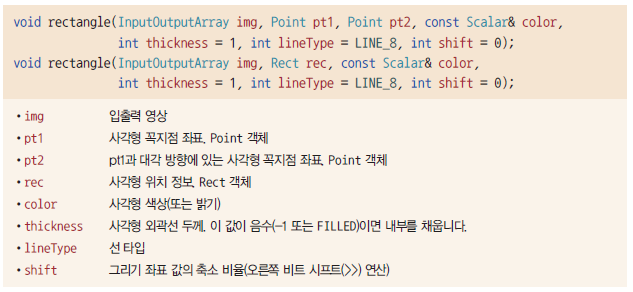 void rectangle(InputOutputArray img, Point pt1, Point pt2, const Scalar& color,
int thickness = 1, int lineType = LINE_8, int shift = 0);
void rectangle(InputOutputArray img, Rect rec, const Scalar& color,
int thickness = 1, int lineType = LINE_8, int shift = 0);
• img 입출력 영상
• pt1 사각형 꼭지점 좌표. Point 객체
• pt2 pt1과 대각 방향에 있는 사각형 꼭지점 좌표. Point 객체
• rec 사각형 위치 정보. Rect 객체
• color 사각형 색상(또는 밝기)
• thickness 사각형 외곽선 두께. 이 값이 음수(-1 또는 FILLED)이면 내부를 채웁니다.
• lineType 선 타입
• shift 그리기 좌표 값의 축소 비율(오른쪽 비트 시프트(>>) 연산)